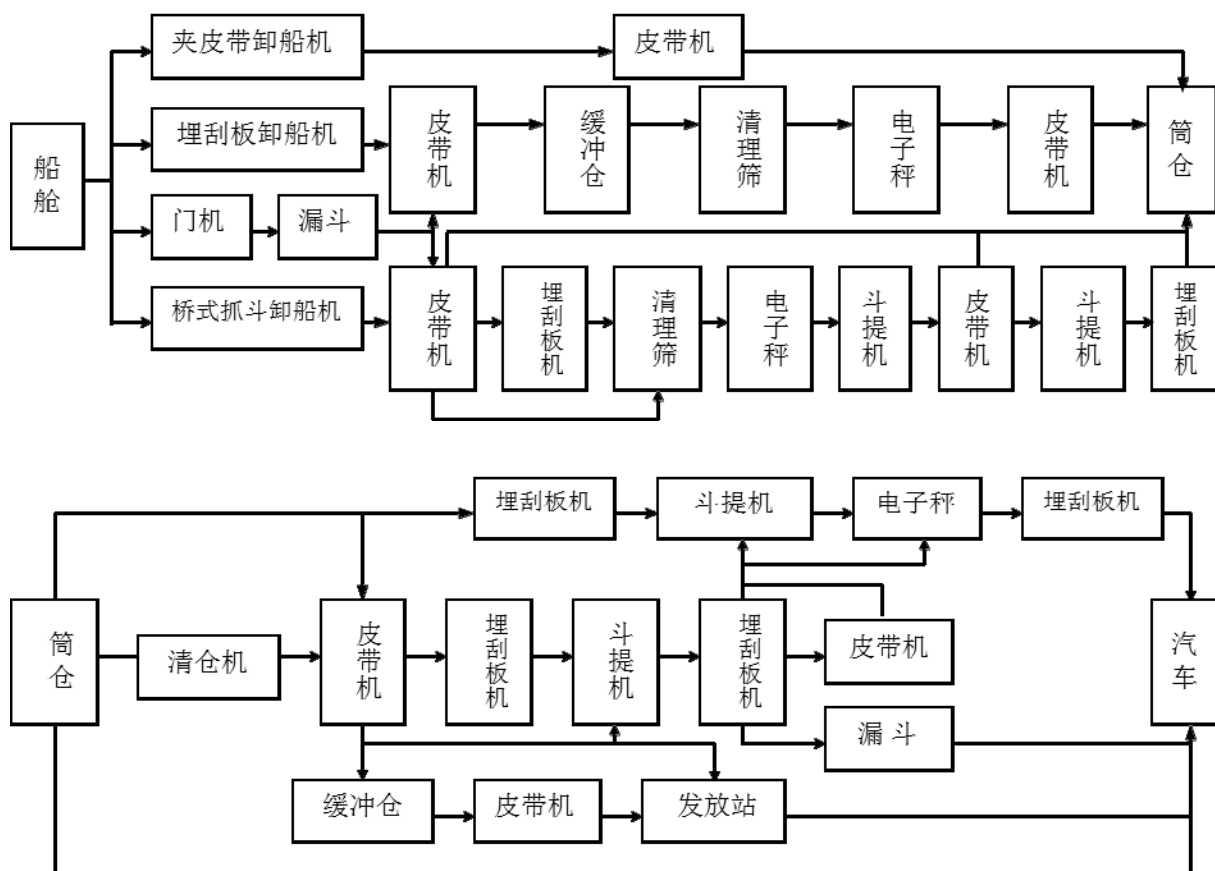 夹皮带卸船机
皮带机
埋刮板卸船机
皮带机
缓冲仓
清理筛
电子秤
皮带机
筒仓
船舱
门机
漏斗
桥式抓斗卸船机
皮带机
埋刮板机
清理筛
电子秤
斗提机
皮带机
斗提机
埋刮板机
埋刮板机
斗提机
电子秤
埋刮板机
筒仓
清仓机
皮带机
埋刮板机
斗提机
埋刮板机
皮带机
汽车
漏斗
缓冲仓
皮带机
发放站